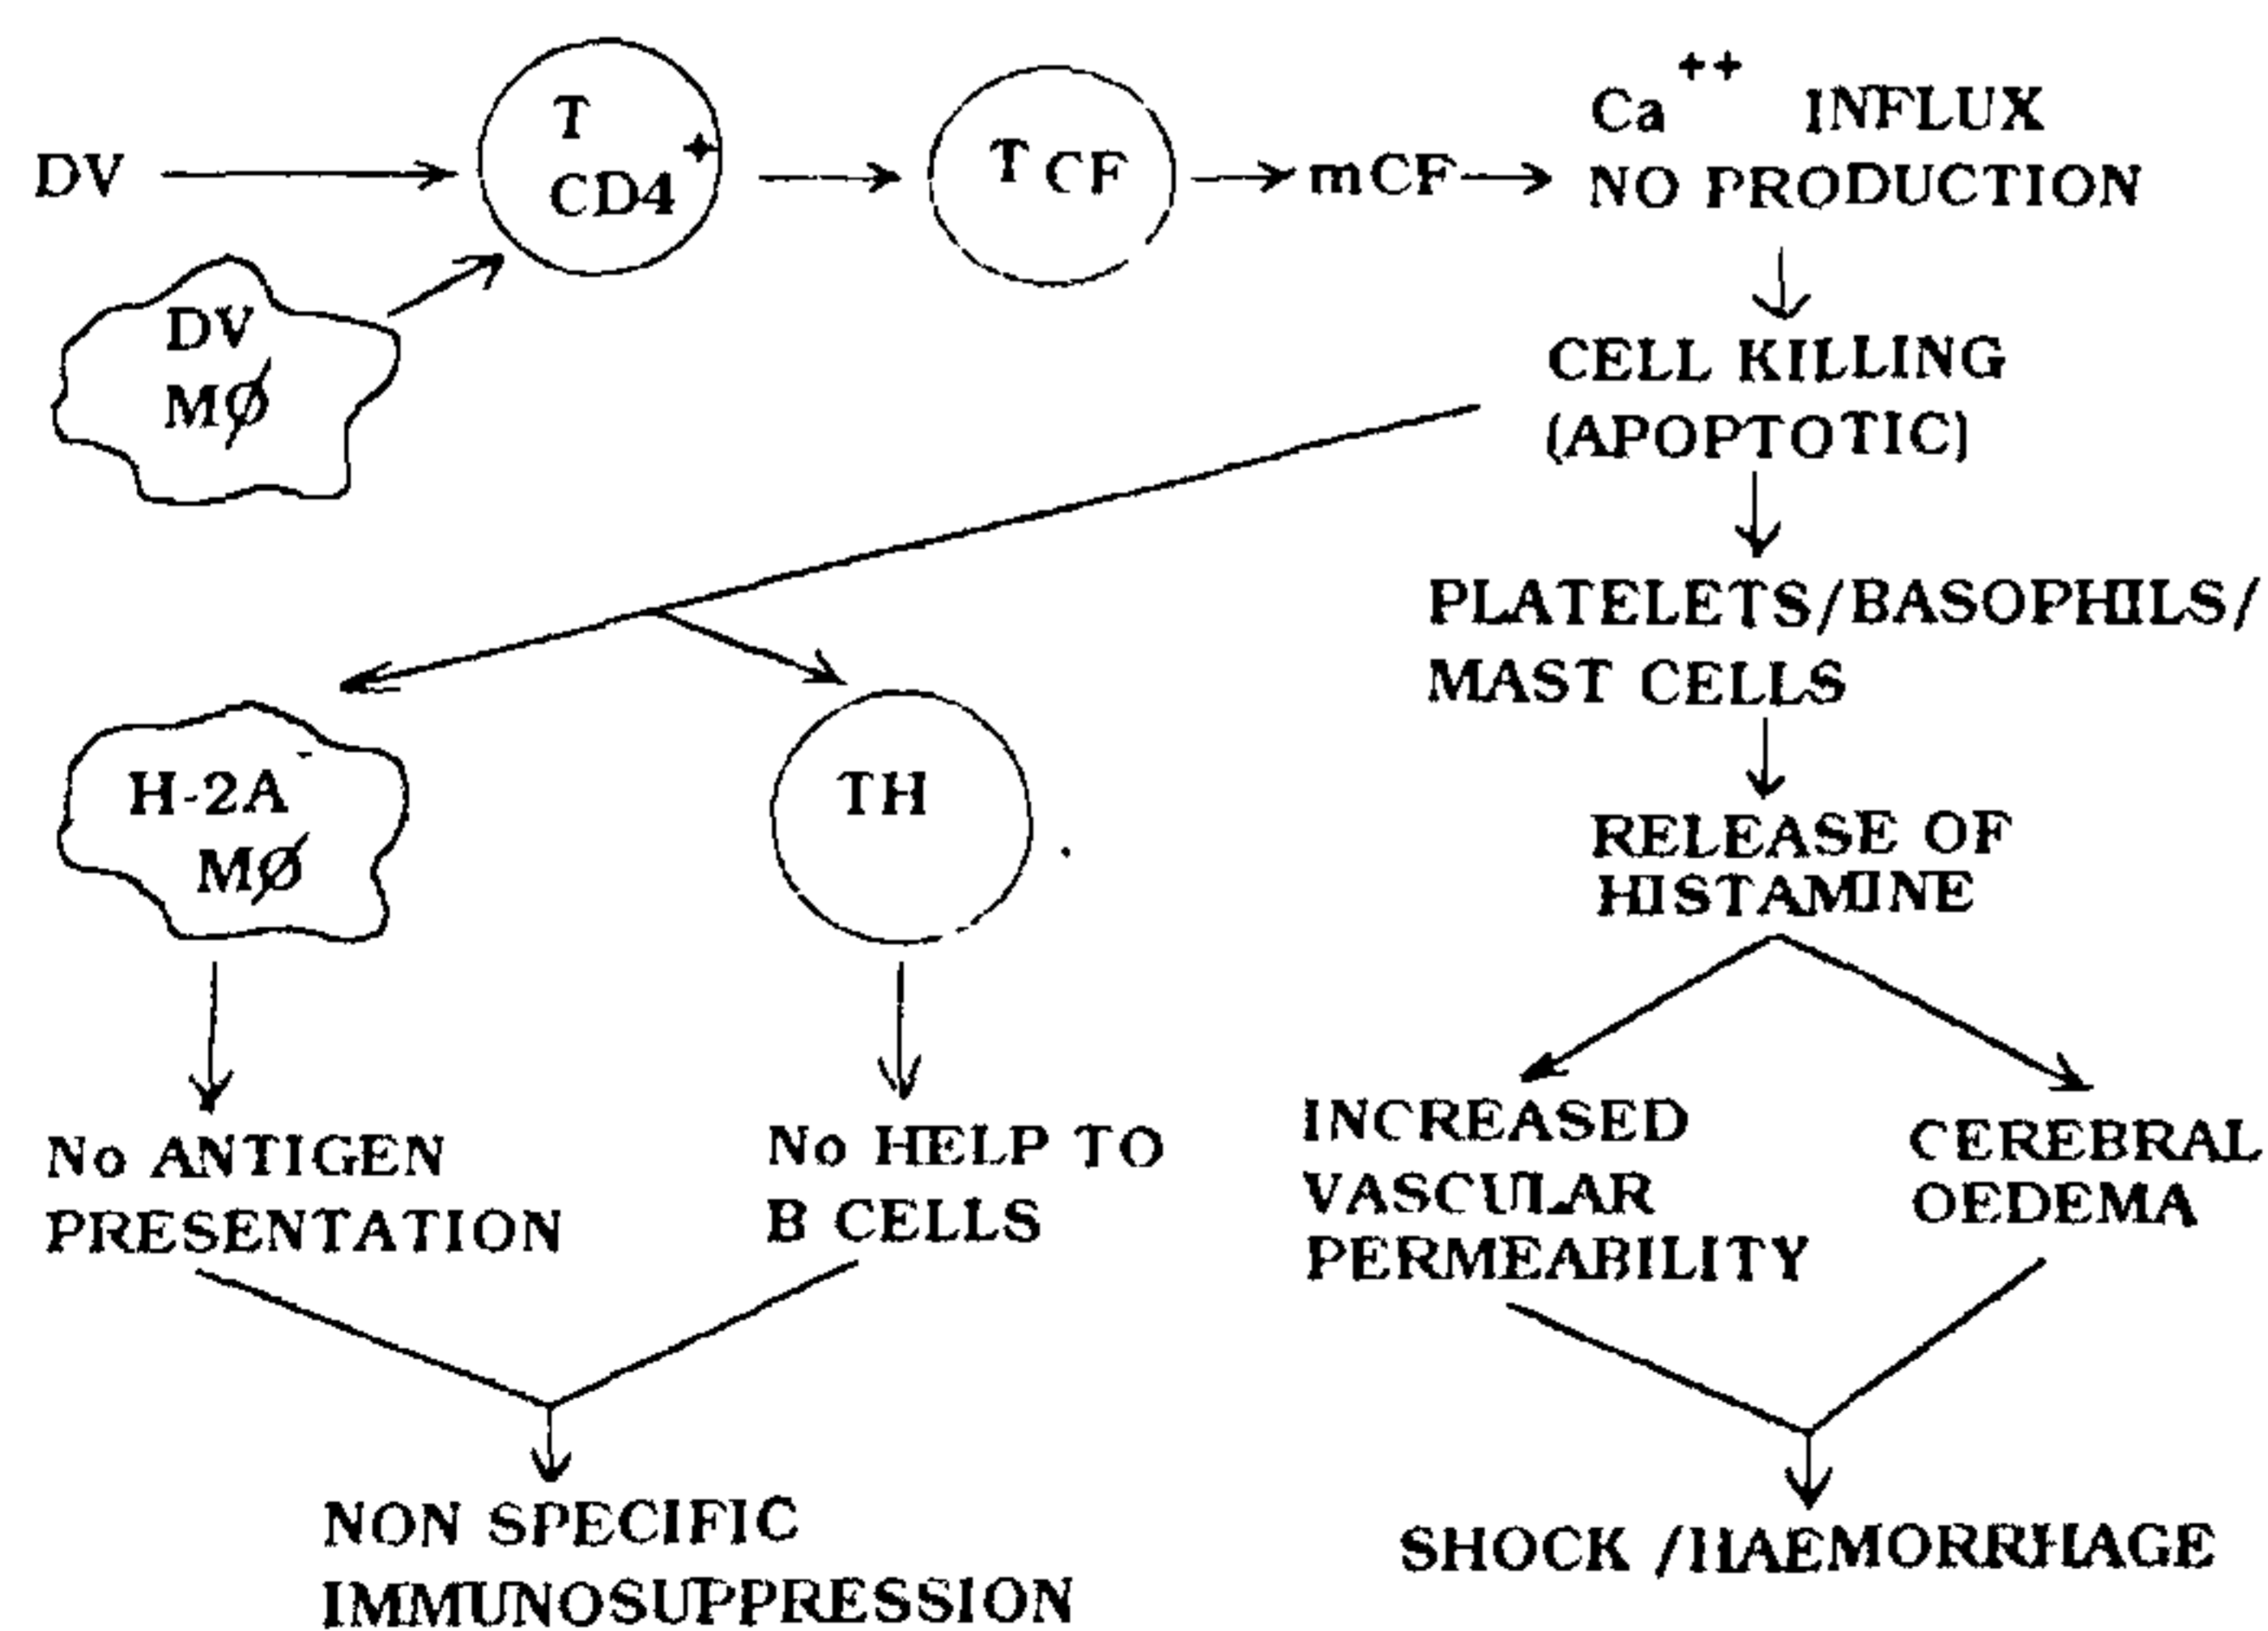 DV
T
CD4+
T CF
mCF
Ca++ INFLUX
NO PRODUCTION
DV
MØ
CELL KILLING
(APOPTOTIC)
PLATELETS/BASOPHILS/
MAST CELLS
H-2A-
MØ
TH
RELEASE OF
HISTAMINE
No ANTIGEN
PRESENTATION
No HELP TO
B CELLS
INCREASED
VASCULAR
PERMEABILITY
CEREBRAL
OEDEMA
NON SPECIFIC
IMMUNOSUPPRESSION
SHOCK /HAEMORRHAGE